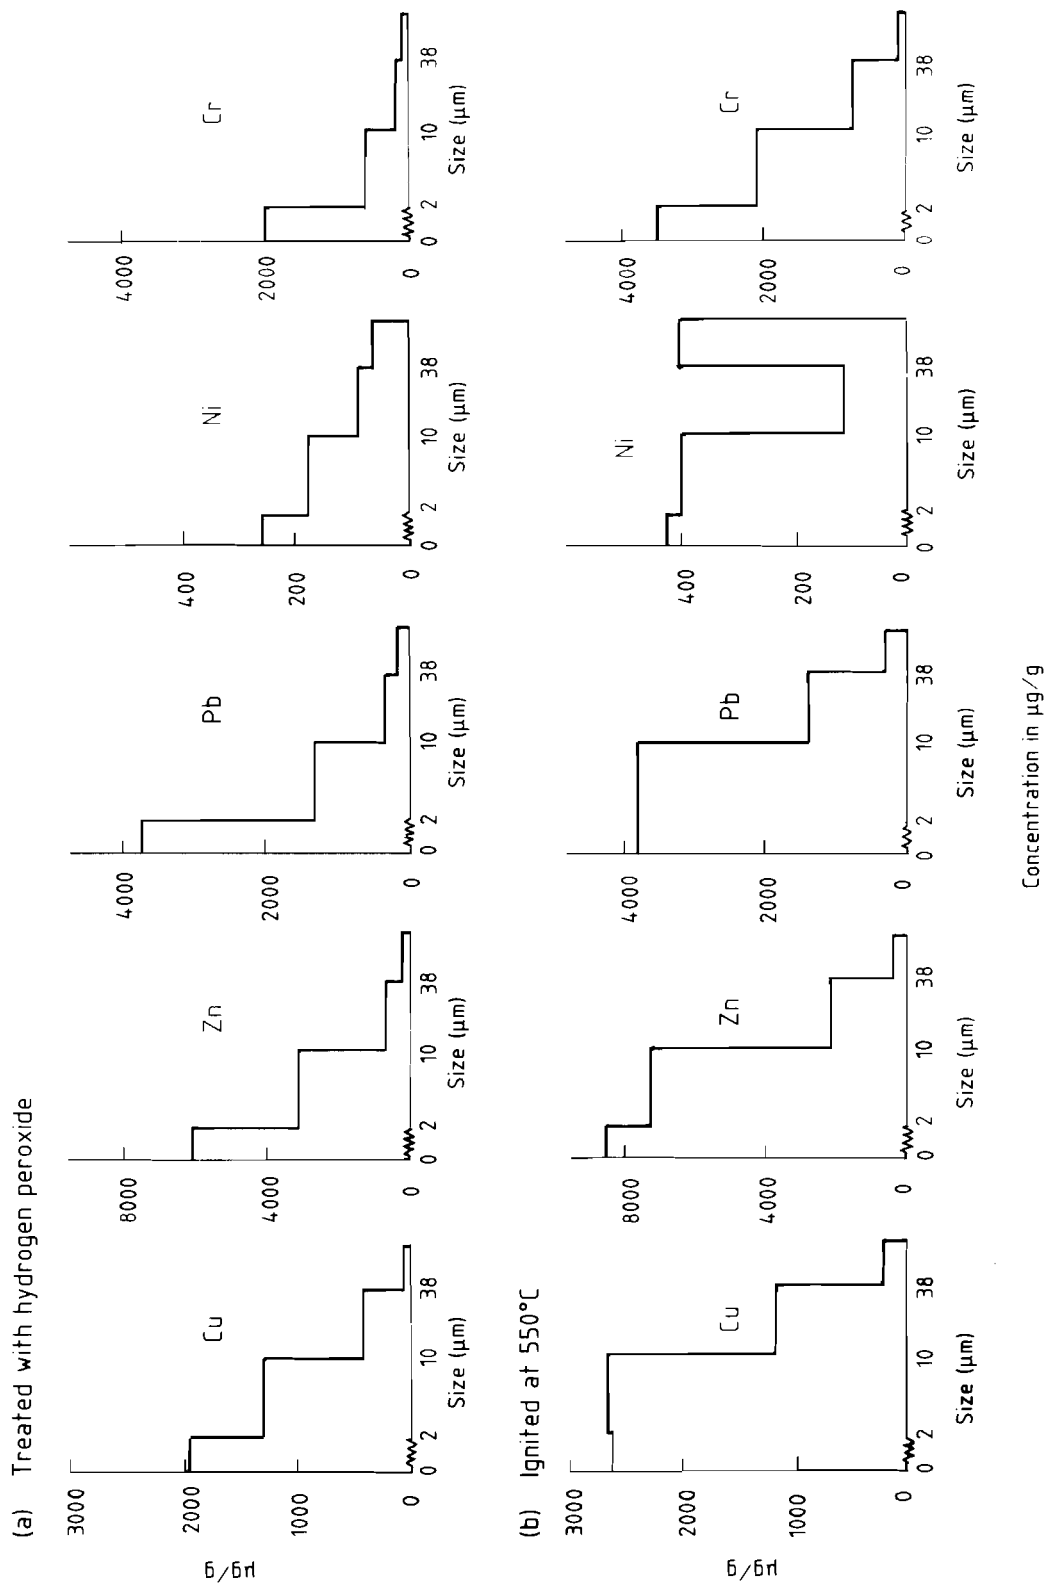 (a) Treated with hydrogen peroxide
µg/g
3000
2000
1000
0
Cu
0 2 10 38
Size (µm)
8000
4000
0
Zn
0 2 10 38
Size (µm)
4000
2000
0
Pb
0 2 10 38
Size (µm)
400
200
0
Ni
0 2 10 38
Size (µm)
4000
2000
0
Cr
0 2 10 38
Size (µm)
(b) Ignited at 550°C
3000
2000
1000
0
Cu
0 2 10 38
Size (µm)
8000
4000
0
Zn
0 2 10 38
Size (µm)
4000
2000
0
Pb
0 2 10 38
Size (µm)
400
200
0
Ni
0 2 10 38
Size (µm)
4000
2000
0
Cr
0 2 10 38
Size (µm)
Concentration in µg/g